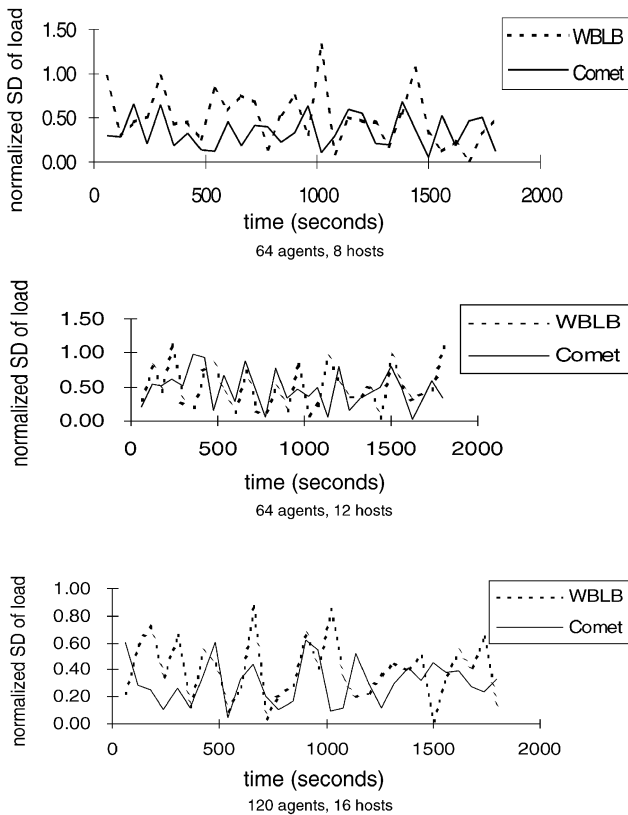 normalized SD of load
1.50
1.00
0.50
0.00
0
500
1000
1500
2000
time (seconds)
WBLB
Comet
64 agents, 8 hosts
normalized SD of load
1.50
1.00
0.50
0.00
0
500
1000
1500
2000
time (seconds)
WBLB
Comet
64 agents, 12 hosts
normalized SD of load
1.00
0.80
0.60
0.40
0.20
0.00
0
500
1000
1500
2000
time (seconds)
WBLB
Comet
120 agents, 16 hosts